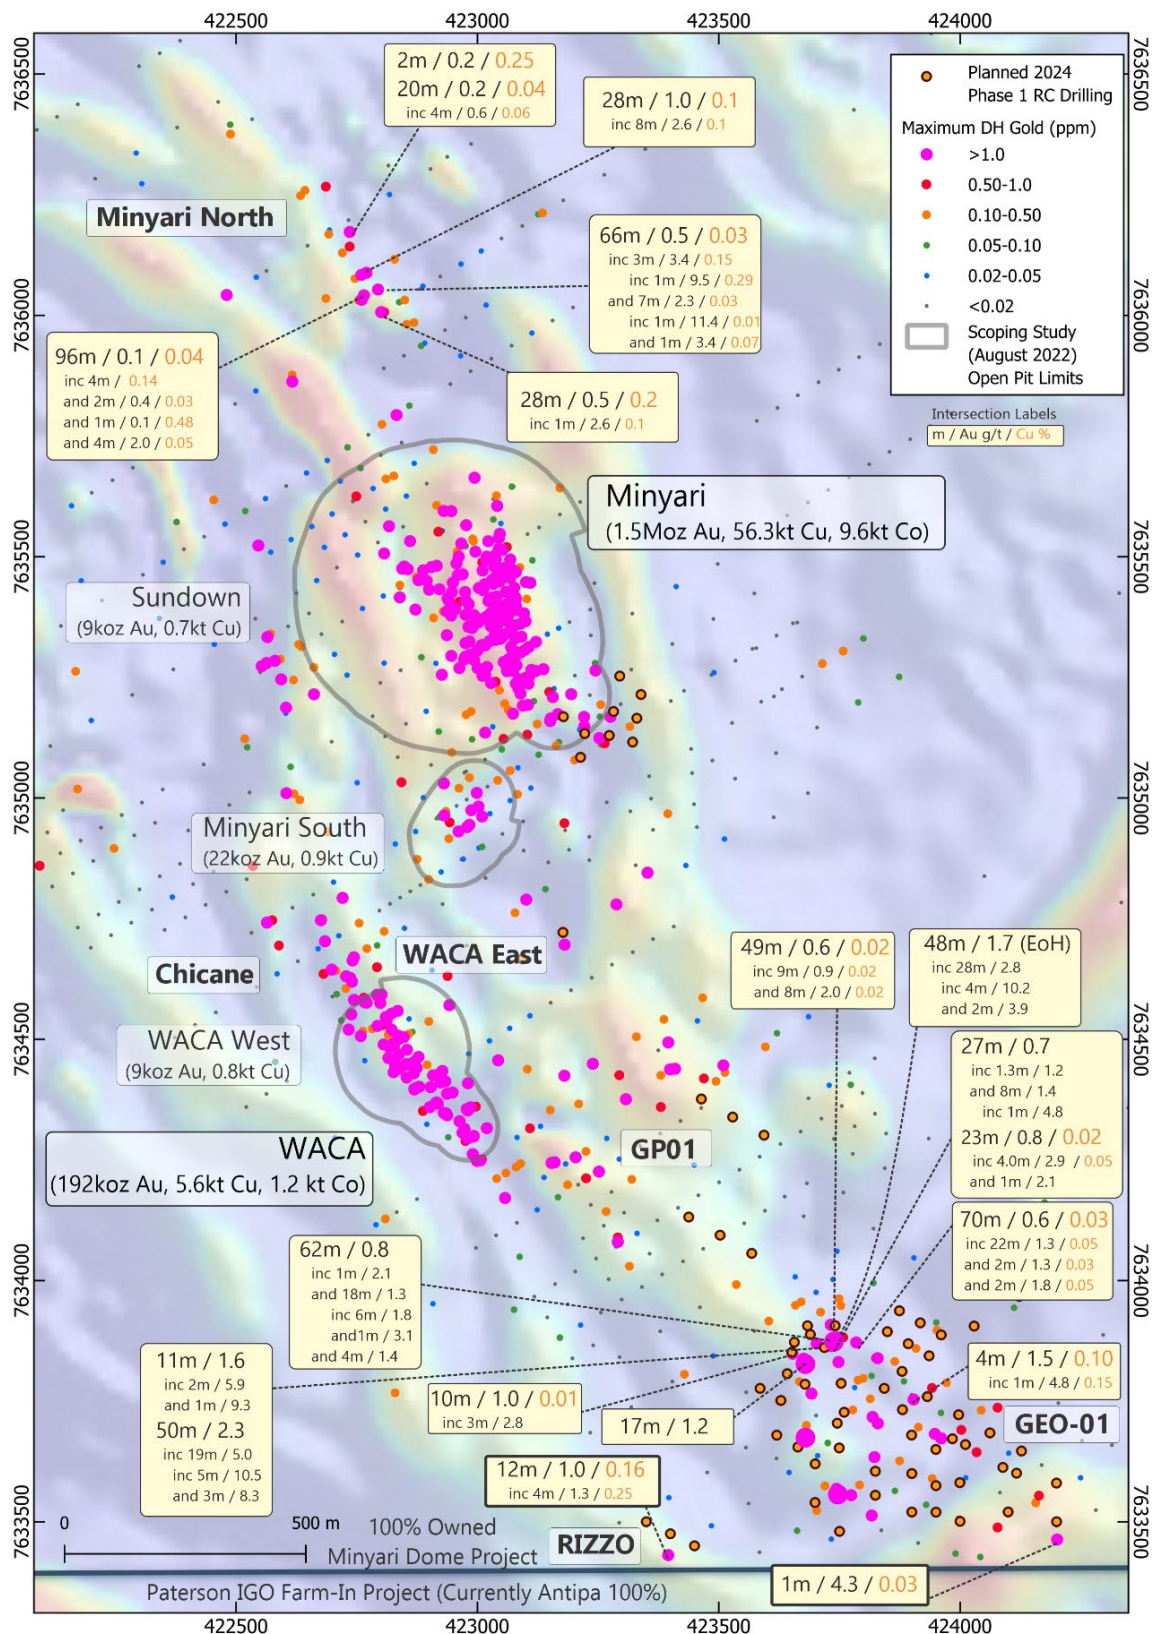 422500
423000
423500
424000
7636500
7636000
7635500
7635000
7634500
7634000
7633500
2m / 0.2 / 0.25
20m / 0.2 / 0.04
inc 4m / 0.6 / 0.06
28m / 1.0 / 0.1
inc 8m / 2.6 / 0.1
Planned 2024
Phase 1 RC Drilling
Maximum DH Gold (ppm)
>1.0
0.50-1.0
0.10-0.50
0.05-0.10
0.02-0.05
<0.02
Scoping Study
(August 2022)
Open Pit Limits
Intersection Labels
m / Au g/t / Cu %
Minyari North
66m / 0.5 / 0.03
inc 3m / 3.4 / 0.15
inc 1m / 9.5 / 0.29
and 7m / 2.3 / 0.03
inc 1m / 11.4 / 0.01
and 1m / 3.4 / 0.07
96m / 0.1 / 0.04
inc 4m / 0.14
and 2m / 0.4 / 0.03
and 1m / 0.1 / 0.48
and 4m / 2.0 / 0.05
28m / 0.5 / 0.2
inc 1m / 2.6 / 0.1
Minyari
(1.5Moz Au, 56.3kt Cu, 9.6kt Co)
Sundown
(9koz Au, 0.7kt Cu)
Minyari South
(22koz Au, 0.9kt Cu)
WACA East
Chicane
WACA West
(9koz Au, 0.8kt Cu)
WACA
(192koz Au, 5.6kt Cu, 1.2 kt Co)
GP01
49m / 0.6 / 0.02
inc 9m / 0.9 / 0.02
and 8m / 2.0 / 0.02
48m / 1.7 (EoH)
inc 28m / 2.8
inc 4m / 10.2
and 2m / 3.9
27m / 0.7
inc 1.3m / 1.2
and 8m / 1.4
inc 1m / 4.8
23m / 0.8 / 0.02
inc 4.0m / 2.9 / 0.05
and 1m / 2.1
70m / 0.6 / 0.03
inc 22m / 1.3 / 0.05
and 2m / 1.3 / 0.03
and 2m / 1.8 / 0.05
62m / 0.8
inc 1m / 2.1
and 18m / 1.3
inc 6m / 1.8
and1m / 3.1
and 4m / 1.4
11m / 1.6
inc 2m / 5.9
and 1m / 9.3
50m / 2.3
inc 19m / 5.0
inc 5m / 10.5
and 3m / 8.3
10m / 1.0 / 0.01
inc 3m / 2.8
17m / 1.2
4m / 1.5 / 0.10
inc 1m / 4.8 / 0.15
GEO-01
12m / 1.0 / 0.16
inc 4m / 1.3 / 0.25
RIZZO
1m / 4.3 / 0.03
0
500 m
100% Owned
Minyari Dome Project
Paterson IGO Farm-In Project (Currently Antipa 100%)
7636500
7636000
7635500
7635000
7634500
7634000
7633500
422500
423000
423500
424000